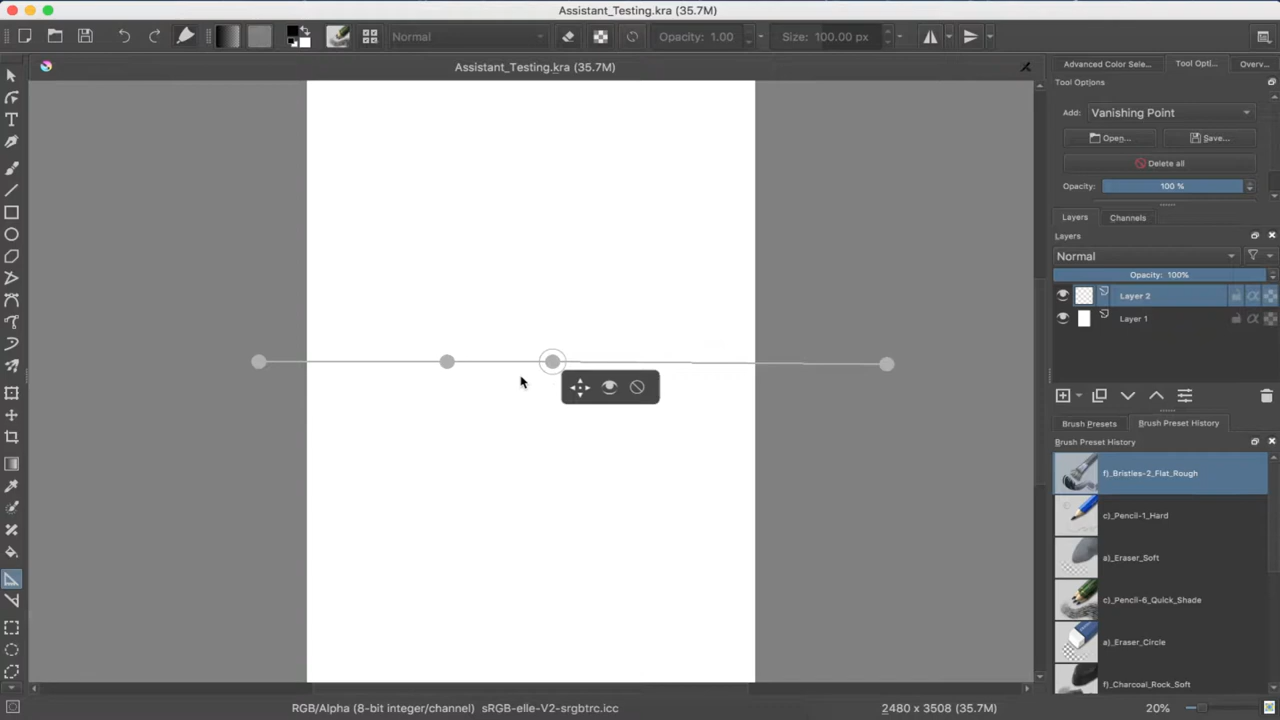 Assistant_Testing.kra (35.7M)
Normal
Opacity: 1.00
Size: 100.00 px
Assistant_Testing.kra (35.7M)
Advanced Color Sele...
Tool Opti...
Overv...
Tool Options
Add:
Vanishing Point
Open...
Save...
Delete all
Opacity:
100 %
Layers
Channels
Layers
Normal
Opacity: 100%
Layer 2
Layer 1
Brush Presets
Brush Preset History
Brush Preset History
f)_Bristles-2_Flat_Rough
c)_Pencil-1_Hard
a)_Eraser_Soft
c)_Pencil-6_Quick_Shade
a)_Eraser_Circle
f)_Charcoal_Rock_Soft
RGB/Alpha (8-bit integer/channel) sRGB-elle-V2-srgbtrc.icc
2480 x 3508 (35.7M)
20%